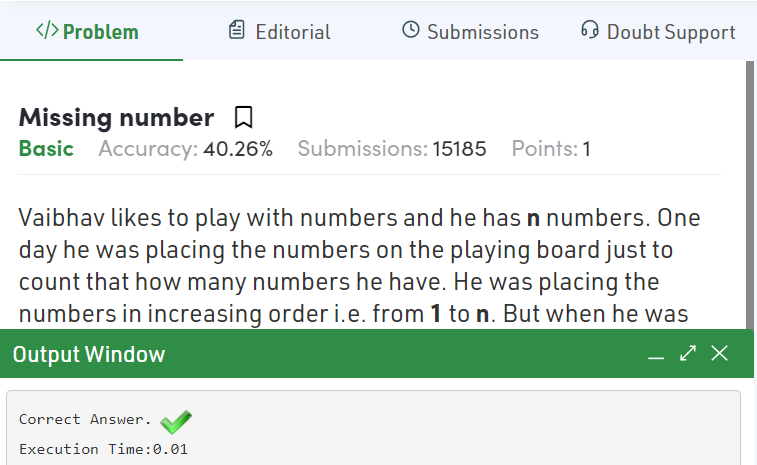 </> Problem Editorial Submissions Doubt Support
Missing number
Basic Accuracy: 40.26% Submissions: 15185 Points: 1
Vaibhav likes to play with numbers and he has n numbers. One
day he was placing the numbers on the playing board just to
count that how many numbers he have. He was placing the
numbers in increasing order i.e. from 1 to n. But when he was
Output Window
Correct Answer.
Execution Time:0.01